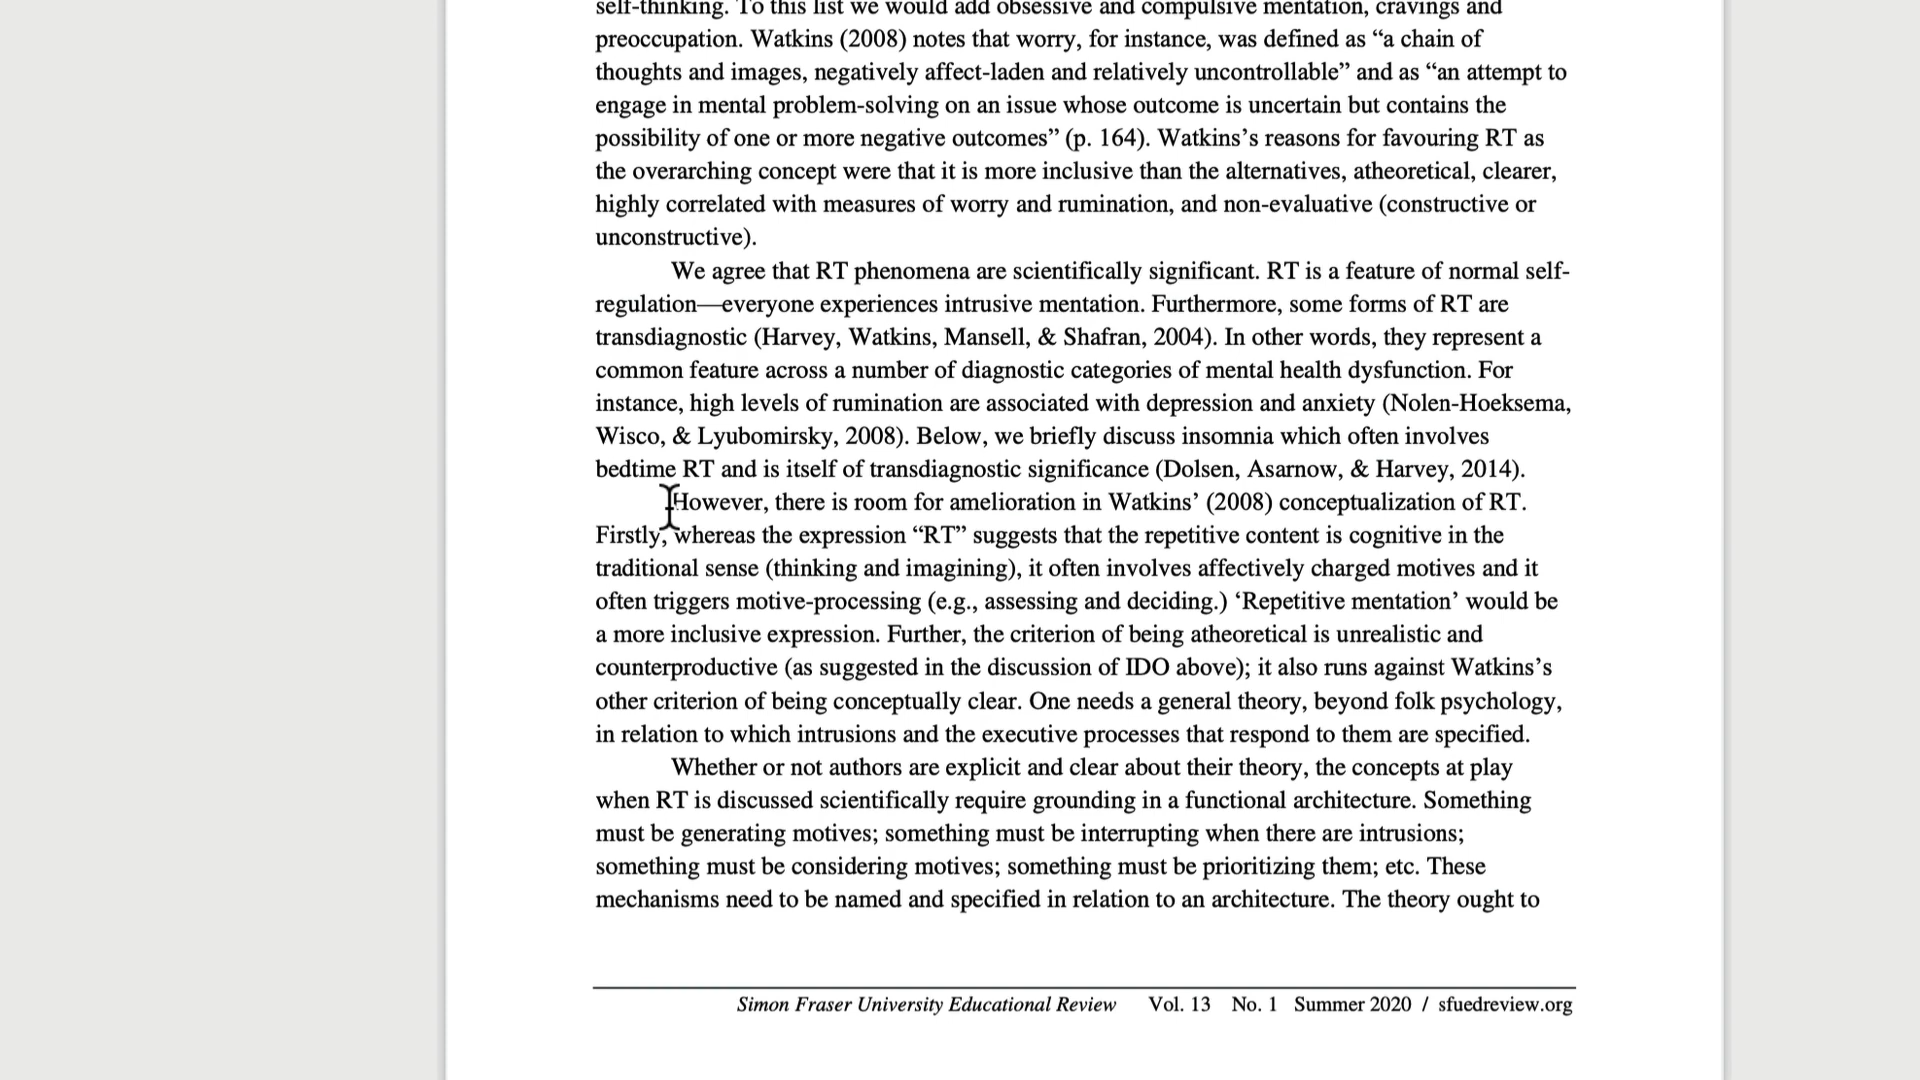 self-thinking. To this list we would add obsessive and compulsive mentation, cravings and
preoccupation. Watkins (2008) notes that worry, for instance, was defined as “a chain of
thoughts and images, negatively affect-laden and relatively uncontrollable” and as “an attempt to
engage in mental problem-solving on an issue whose outcome is uncertain but contains the
possibility of one or more negative outcomes” (p. 164). Watkins’s reasons for favouring RT as
the overarching concept were that it is more inclusive than the alternatives, atheoretical, clearer,
highly correlated with measures of worry and rumination, and non-evaluative (constructive or
unconstructive).
We agree that RT phenomena are scientifically significant. RT is a feature of normal self-
regulation—everyone experiences intrusive mentation. Furthermore, some forms of RT are
transdiagnostic (Harvey, Watkins, Mansell, & Shafran, 2004). In other words, they represent a
common feature across a number of diagnostic categories of mental health dysfunction. For
instance, high levels of rumination are associated with depression and anxiety (Nolen-Hoeksema,
Wisco, & Lyubomirsky, 2008). Below, we briefly discuss insomnia which often involves
bedtime RT and is itself of transdiagnostic significance (Dolsen, Asarnow, & Harvey, 2014).
However, there is room for amelioration in Watkins’ (2008) conceptualization of RT.
Firstly, whereas the expression “RT” suggests that the repetitive content is cognitive in the
traditional sense (thinking and imagining), it often involves affectively charged motives and it
often triggers motive-processing (e.g., assessing and deciding.) ‘Repetitive mentation’ would be
a more inclusive expression. Further, the criterion of being atheoretical is unrealistic and
counterproductive (as suggested in the discussion of IDO above); it also runs against Watkins’s
other criterion of being conceptually clear. One needs a general theory, beyond folk psychology,
in relation to which intrusions and the executive processes that respond to them are specified.
Whether or not authors are explicit and clear about their theory, the concepts at play
when RT is discussed scientifically require grounding in a functional architecture. Something
must be generating motives; something must be interrupting when there are intrusions;
something must be considering motives; something must be prioritizing them; etc. These
mechanisms need to be named and specified in relation to an architecture. The theory ought to
Simon Fraser University Educational Review Vol. 13 No. 1 Summer 2020 / sfuedreview.org